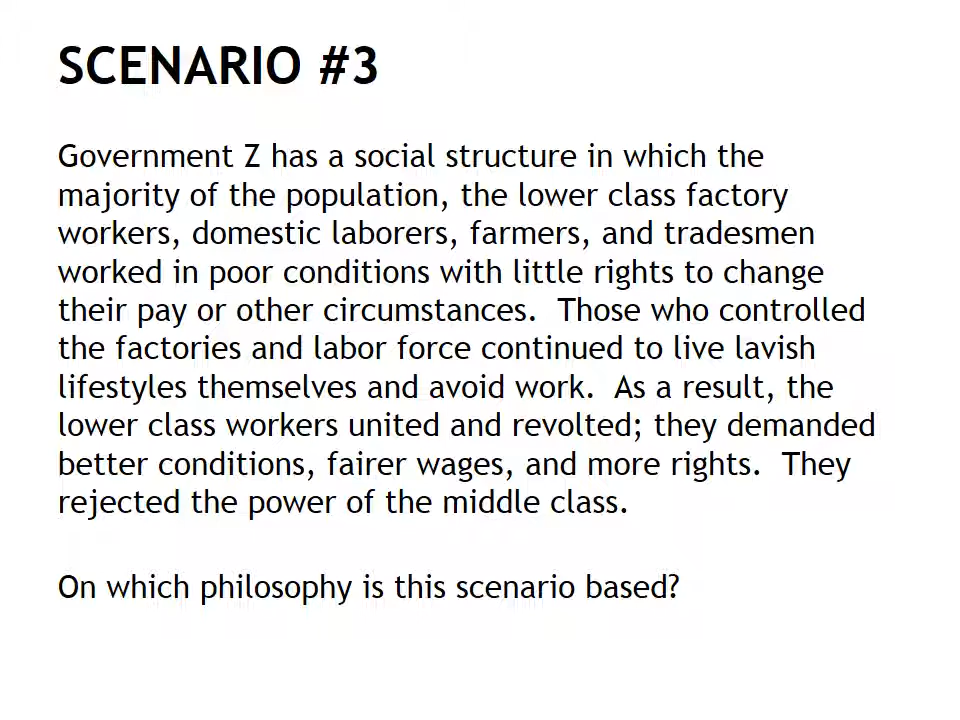 SCENARIO #3
Government Z has a social structure in which the
majority of the population, the lower class factory
workers, domestic laborers, farmers, and tradesmen
worked in poor conditions with little rights to change
their pay or other circumstances.  Those who controlled
the factories and labor force continued to live lavish
lifestyles themselves and avoid work.  As a result, the
lower class workers united and revolted; they demanded
better conditions, fairer wages, and more rights.  They
rejected the power of the middle class.
On which philosophy is this scenario based?